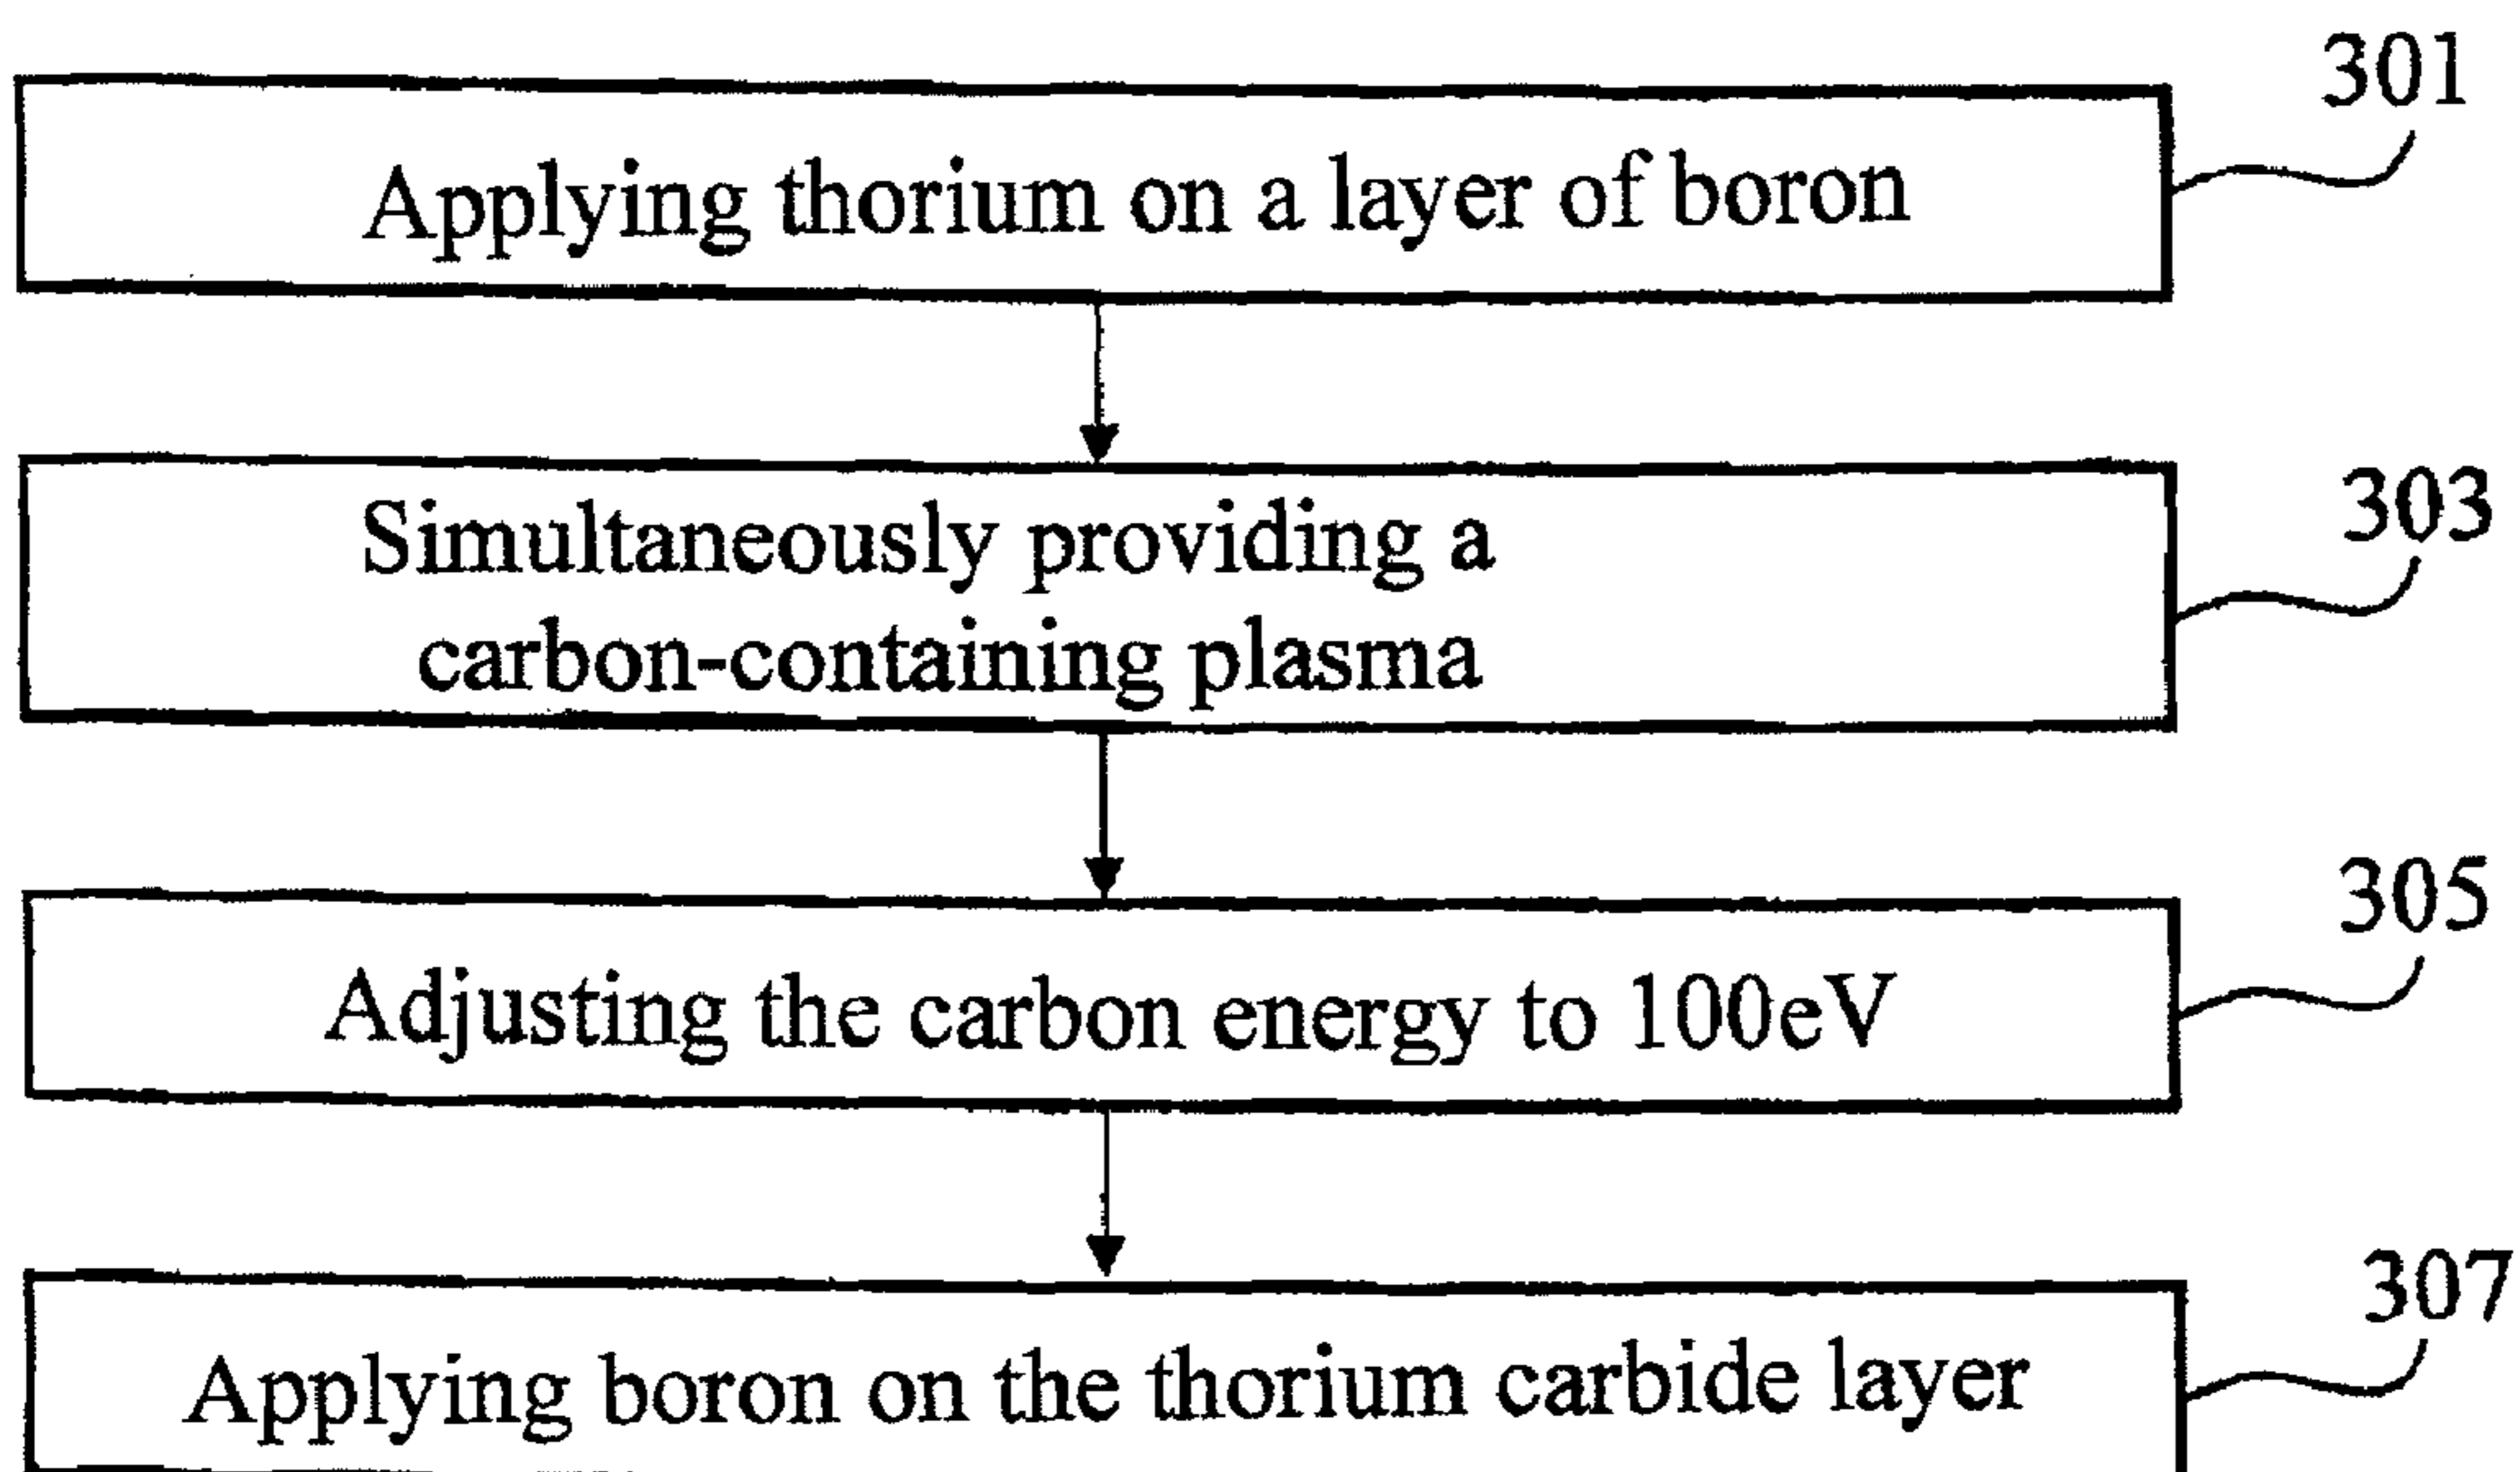 301
Applying thorium on a layer of boron
303
Simultaneously providing a
carbon-containing plasma
305
Adjusting the carbon energy to 100eV
307
Applying boron on the thorium carbide layer